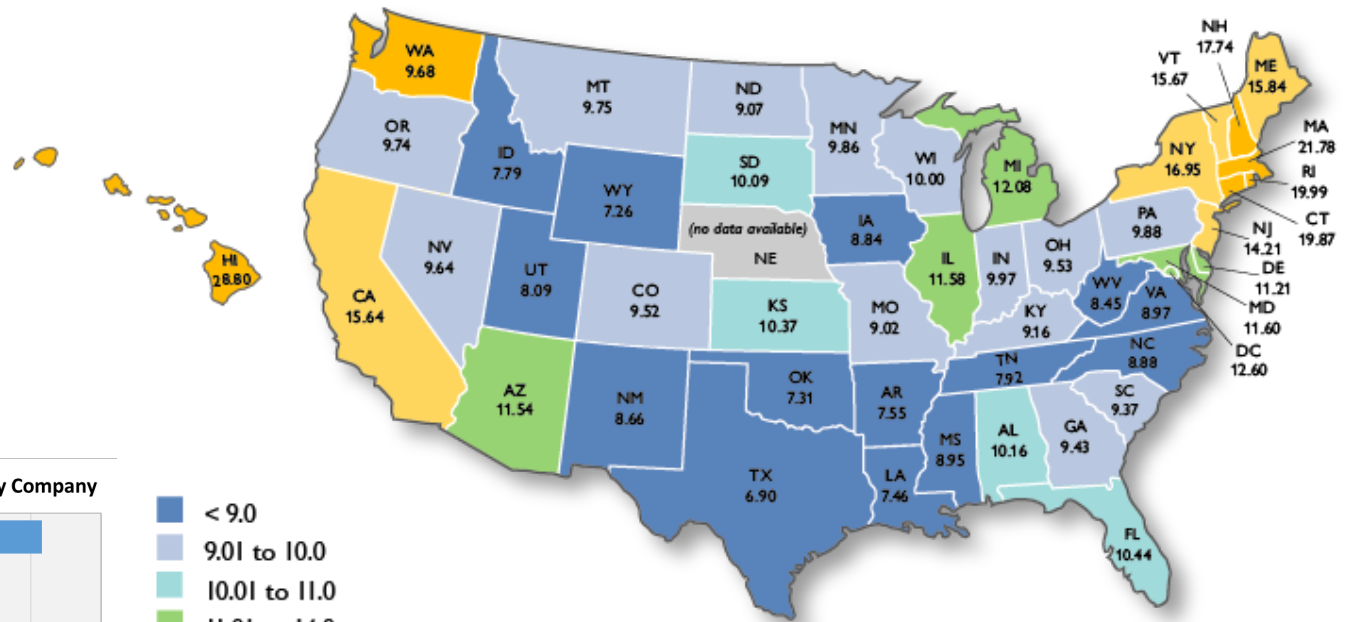 WA
9.68
MT
9.75
ND
9.07
MN
9.86
OR
9.74
ID
7.79
WY
7.26
SD
10.09
WI
10.00
MI
12.08
NH
17.74
VT
15.67
ME
15.84
NY
16.95
MA
21.78
RI
19.99
CT
19.87
NJ
14.21
DE
11.21
MD
11.60
DC
12.60
PA
9.88
HI
28.80
CA
15.64
NV
9.64
UT
8.09
CO
9.52
(no data available)
NE
IA
8.84
IL
11.58
IN
9.97
OH
9.53
WV
8.45
VA
8.97
KS
10.37
MO
9.02
KY
9.16
NC
8.88
TN
7.92
SC
9.37
AZ
11.54
NM
8.66
OK
7.31
AR
7.55
MS
8.95
AL
10.16
GA
9.43
TX
6.90
LA
7.46
FL
10.44
y Company
< 9.0
9.01 to 10.0
10.01 to 11.0